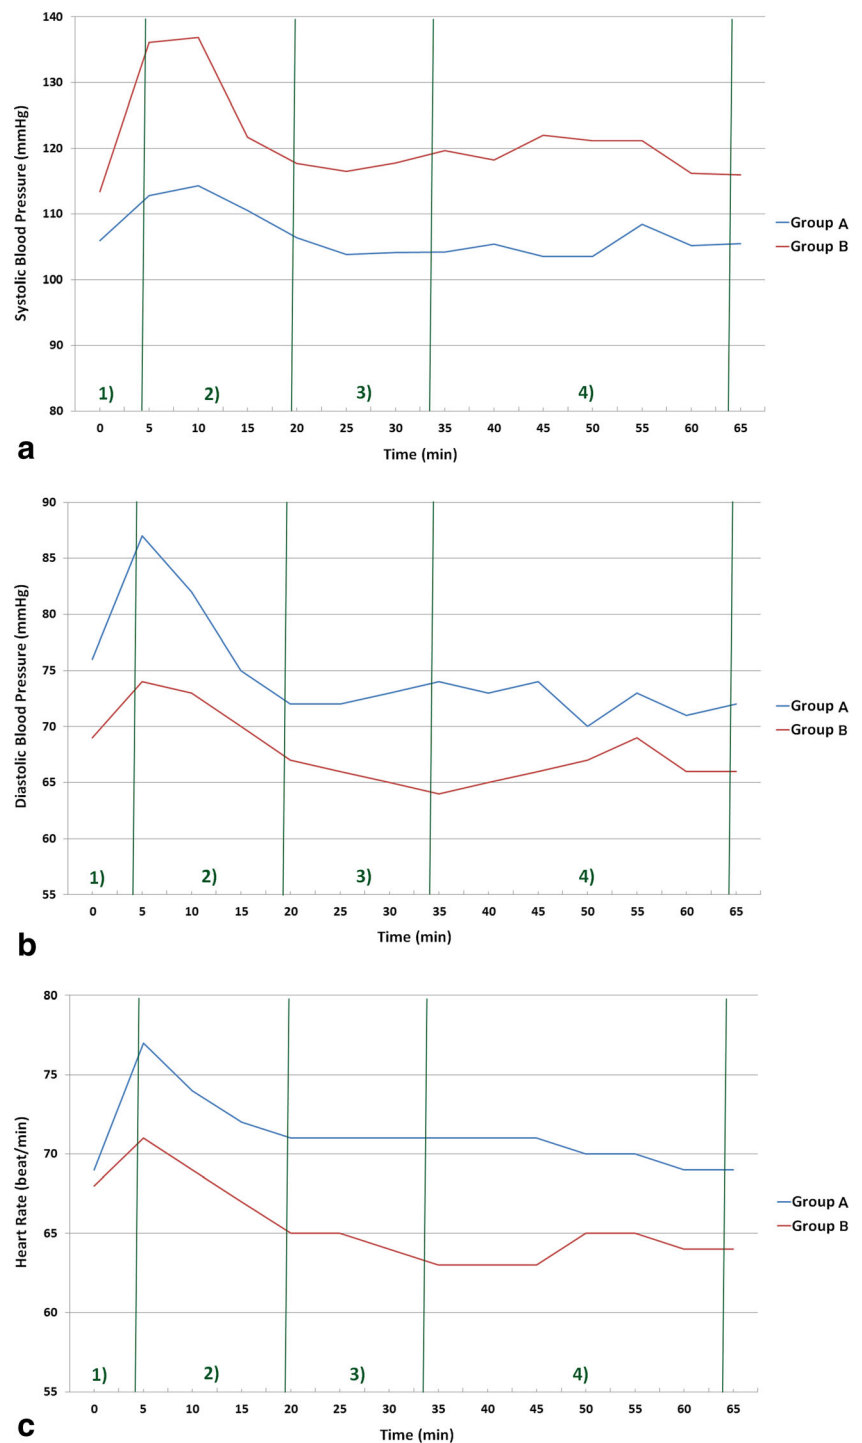 140
130
120
110
100
90
80
Systolic Blood Pressure (mmHg)
1) 2) 3) 4)
0 5 10 15 20 25 30 35 40 45 50 55 60 65
Time (min)
Group A
Group B
a
90
85
80
75
70
65
60
55
Diastolic Blood Pressure (mmHg)
1) 2) 3) 4)
0 5 10 15 20 25 30 35 40 45 50 55 60 65
Time (min)
Group A
Group B
b
80
75
70
65
60
55
Heart Rate (beat/min)
1) 2) 3) 4)
0 5 10 15 20 25 30 35 40 45 50 55 60 65
Time (min)
Group A
Group B
c